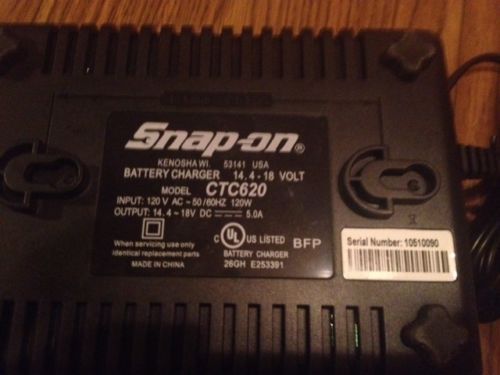 Snap-on®
KENOSHA WI. 53141 USA
BATTERY CHARGER 14.4-18 VOLT
MODEL CTC620
INPUT: 120 V AC ~ 50/60HZ 120W
OUTPUT: 14.4~18V DC 5.0A
When servicing use only
identical replacement parts
MADE IN CHINA
C UL US LISTED BFP
BATTERY CHARGER
26GH E253391
Serial Number: 10510090